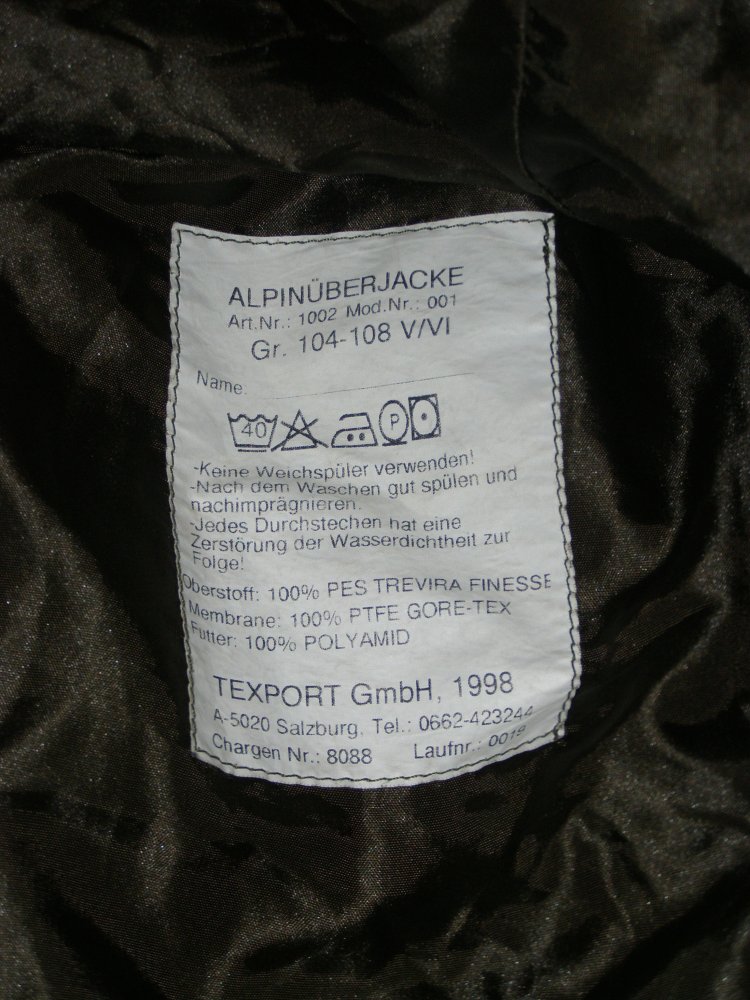 ALPINÜBERJACKE
Art.Nr.: 1002 Mod.Nr.: 001
Gr. 104-108 V/VI
Name
40 P
-Keine Weichspüler verwenden!
-Nach dem Waschen gut spülen und
nachimprägnieren.
-Jedes Durchstechen hat eine
Zerstörung der Wasserdichtheit zur
Folge!
Oberstoff: 100% PES TREVIRA FINESSE
Membrane: 100% PTFE GORE-TEX
Futter: 100% POLYAMID
TEXPORT GmbH, 1998
A-5020 Salzburg, Tel.: 0662-423244
Chargen Nr.: 8088 Laufnr.: